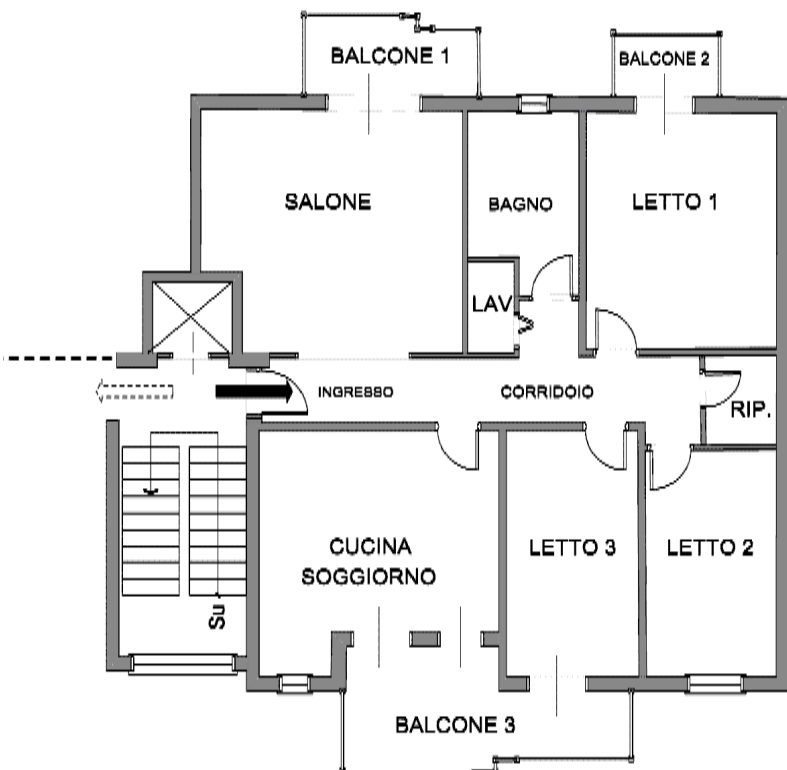 BALCONE 1
BALCONE 2
SALONE
BAGNO
LETTO 1
LAV
INGRESSO
CORRIDOIO
RIP.
CUCINA
SOGGIORNO
LETTO 3
LETTO 2
Su
BALCONE 3